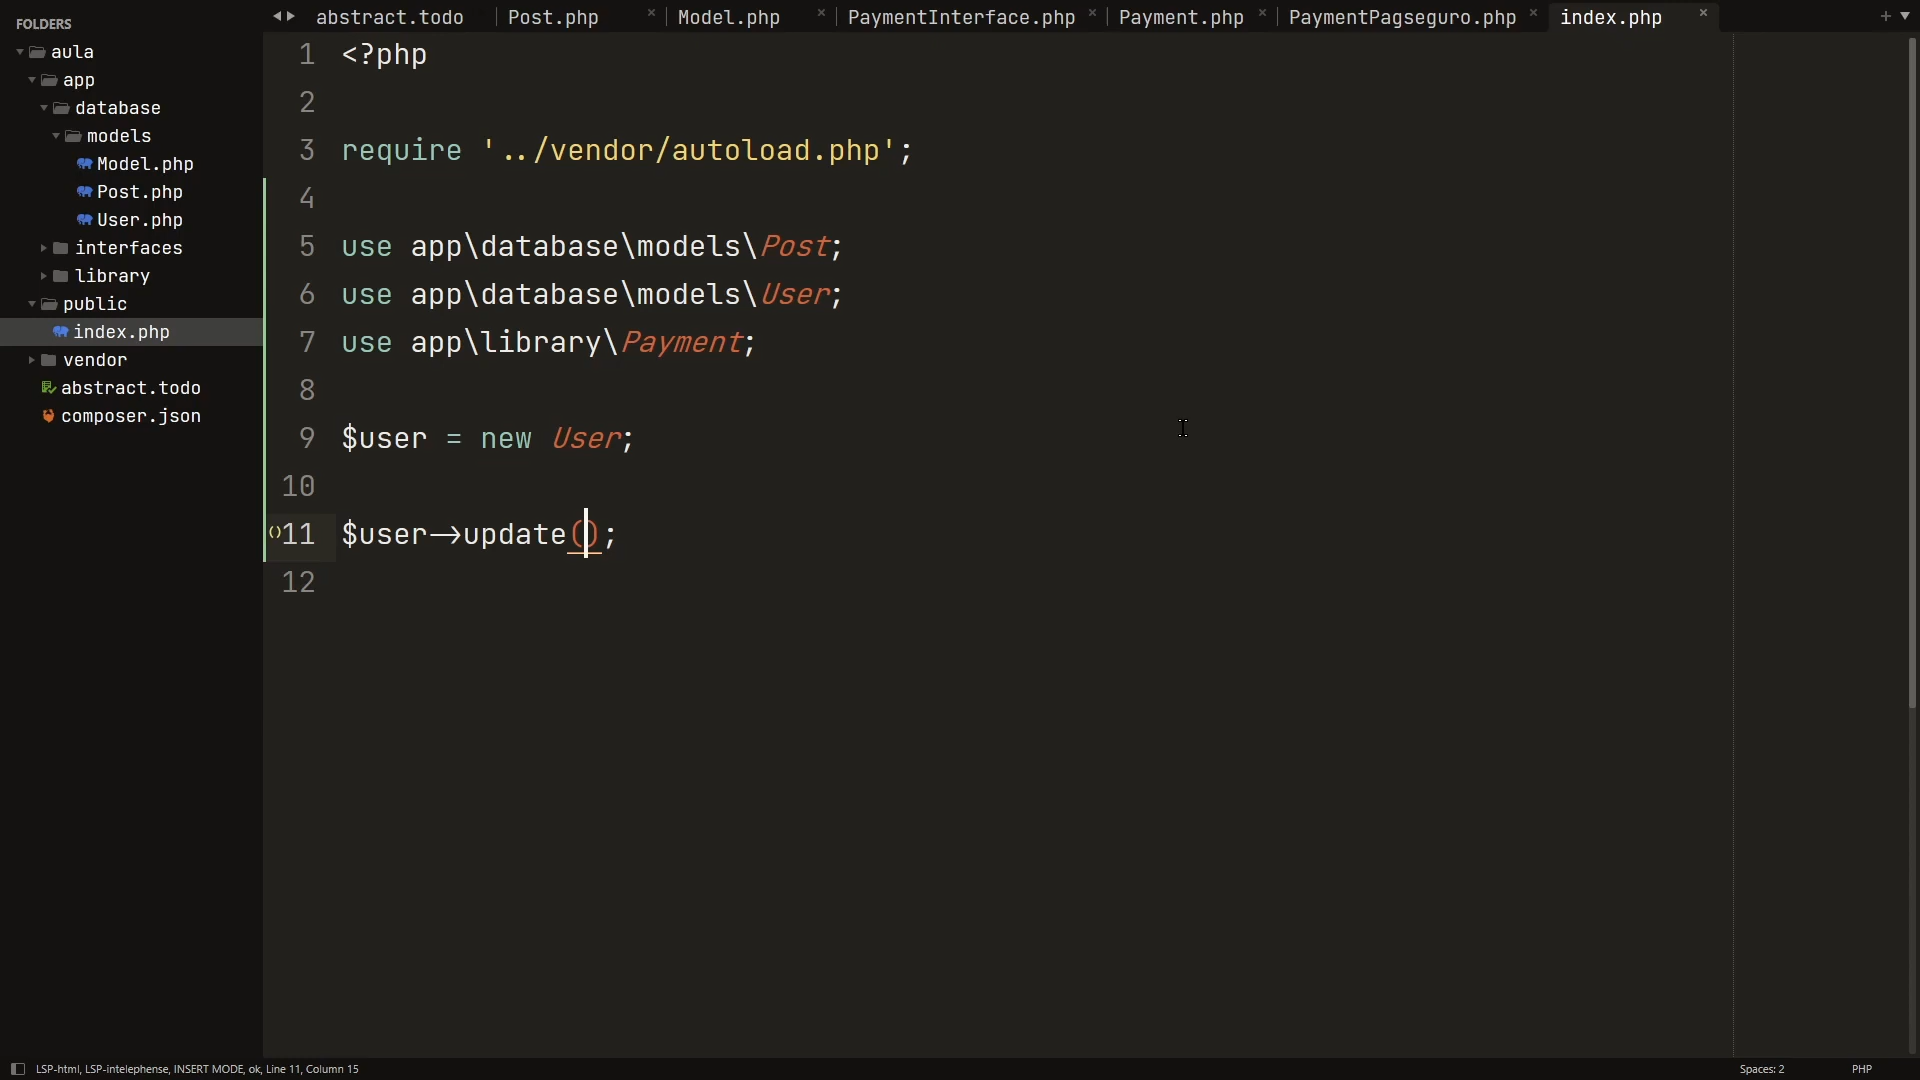 FOLDERS
aula
app
database
models
Model.php
Post.php
User.php
interfaces
library
public
index.php
vendor
abstract.todo
composer.json
abstract.todo
Post.php
Model.php
PaymentInterface.php
Payment.php
PaymentPagseguro.php
index.php
1 <?php
2
3 require '../vendor/autoload.php';
4
5 use app\database\models\Post;
6 use app\database\models\User;
7 use app\library\Payment;
8
9 $user = new User;
10
11 $user->update();
12
LSP-html, LSP-intelephense, INSERT MODE, ok, Line 11, Column 15
Spaces: 2
PHP